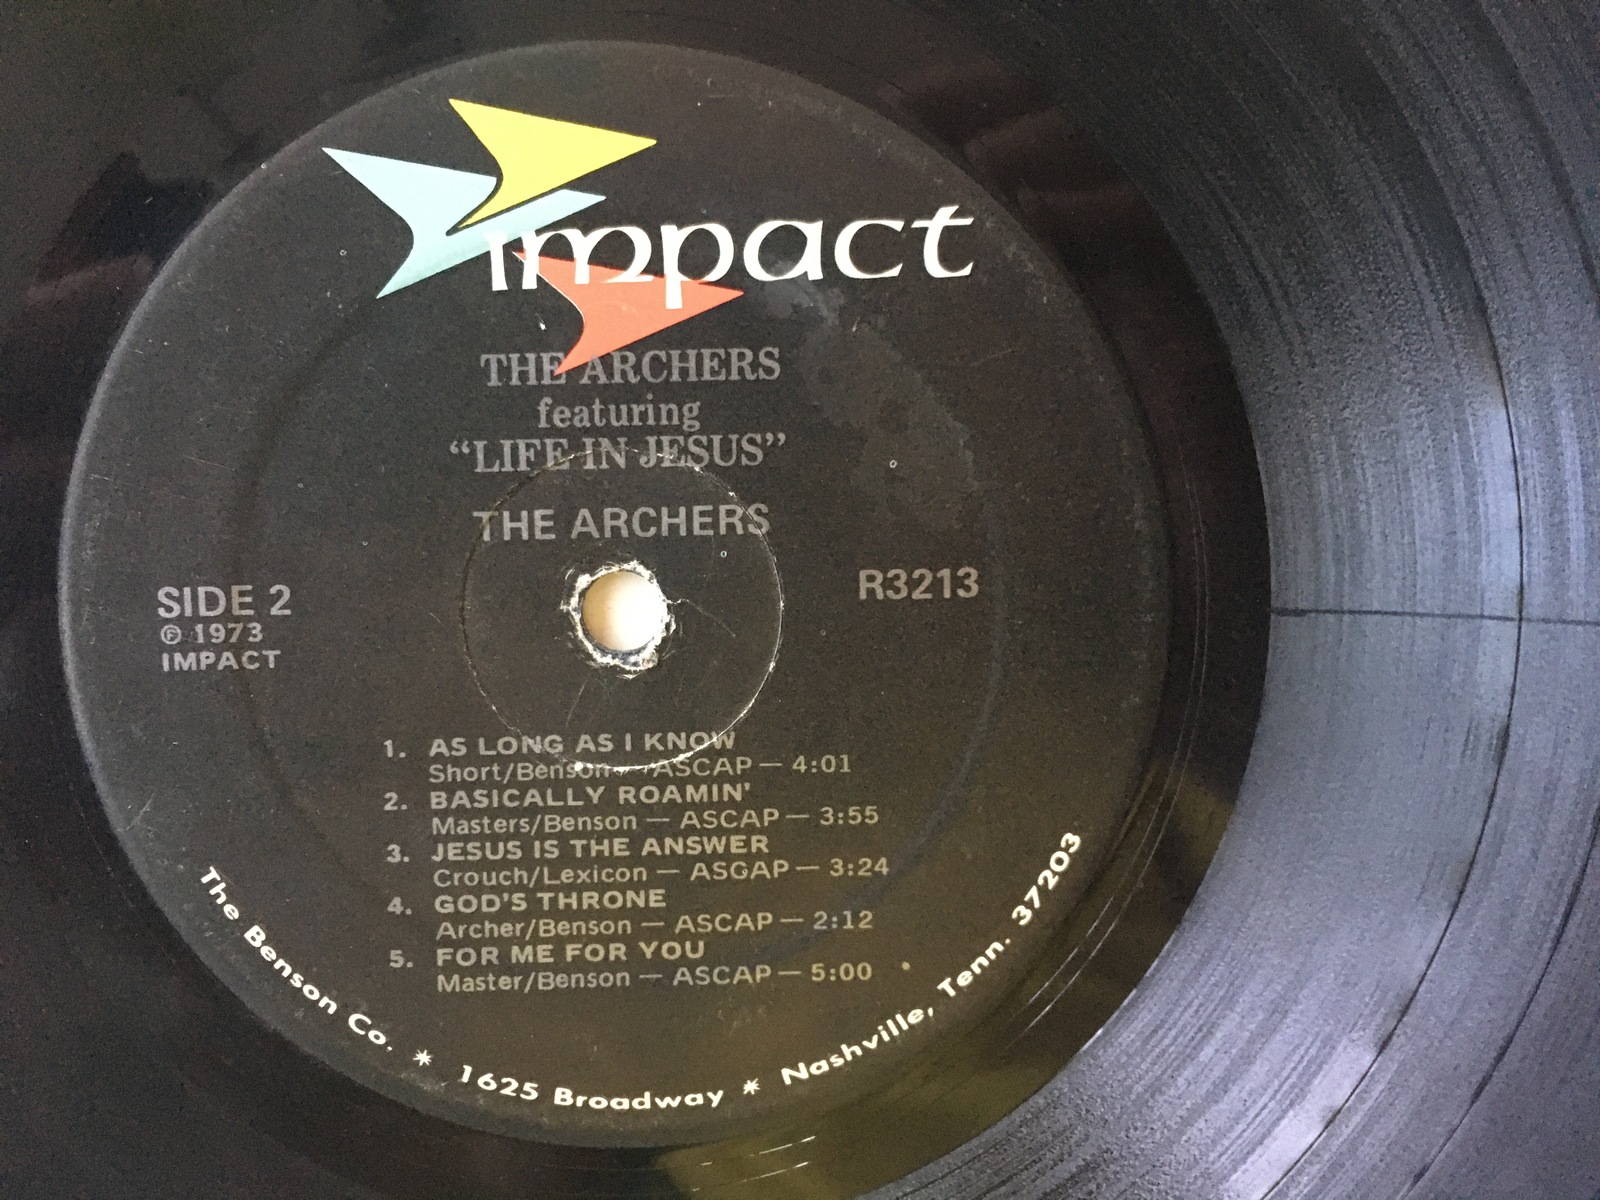 impact
THE ARCHERS
featuring
“LIFE IN JESUS”
THE ARCHERS
SIDE 2
Ⓟ 1973
IMPACT
R3213
1. AS LONG AS I KNOW
Short/Benson — ASCAP — 4:01
2. BASICALLY ROAMIN'
Masters/Benson — ASCAP — 3:55
3. JESUS IS THE ANSWER
Crouch/Lexicon — ASGAP — 3:24
4. GOD'S THRONE
Archer/Benson — ASCAP — 2:12
5. FOR ME FOR YOU
Master/Benson — ASCAP — 5:00
The Benson Co. * 1625 Broadway * Nashville, Tenn. 37203